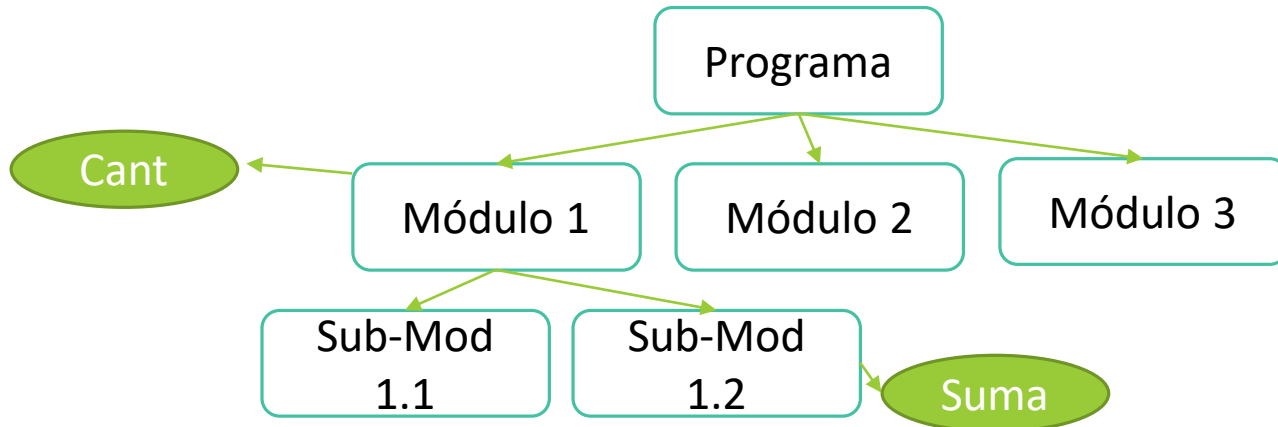 Programa
Cant
Módulo 1
Módulo 2
Módulo 3
Sub-Mod
1.1
Sub-Mod
1.2
Suma